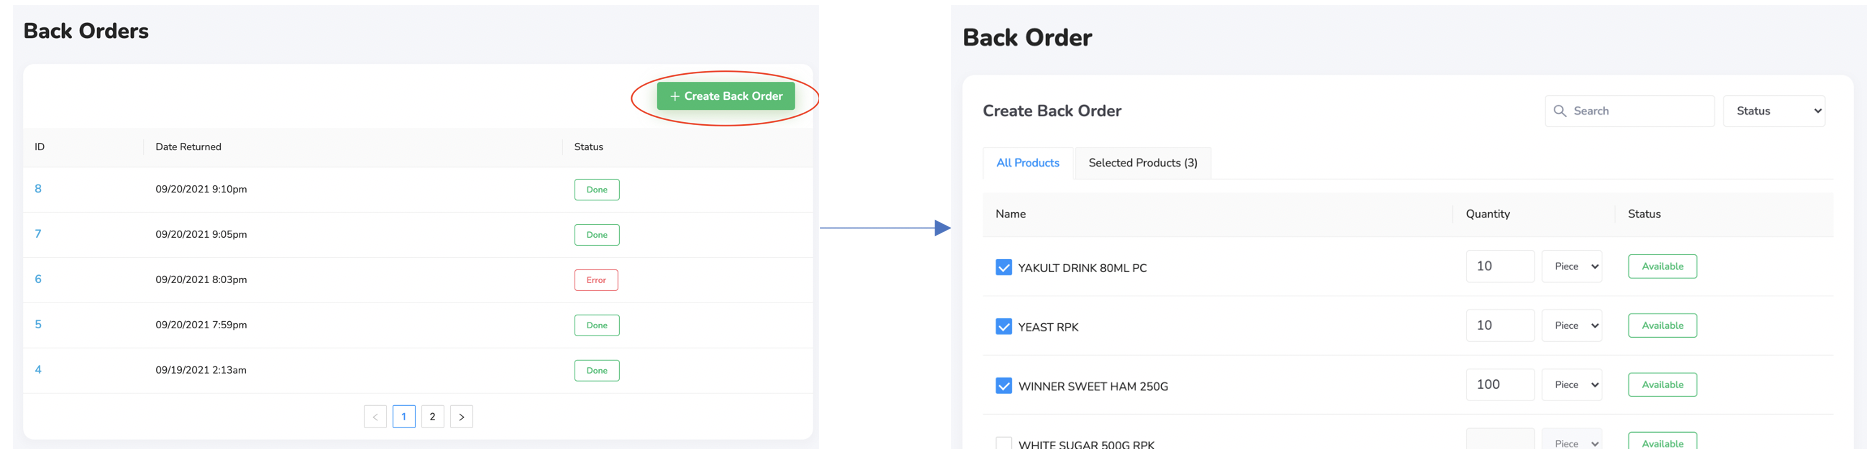 Back Orders
+ Create Back Order
ID Date Returned Status
8 09/20/2021 9:10pm Done
7 09/20/2021 9:05pm Done
6 09/20/2021 8:03pm Error
5 09/20/2021 7:59pm Done
4 09/19/2021 2:13am Done
< 1 2 >
Back Order
Create Back Order Search Status
All Products Selected Products (3)
Name Quantity Status
YAKULT DRINK 80ML PC 10 Piece Available
YEAST RPK 10 Piece Available
WINNER SWEET HAM 250G 100 Piece Available
WHITE SUGAR 500G RPK Piece Available